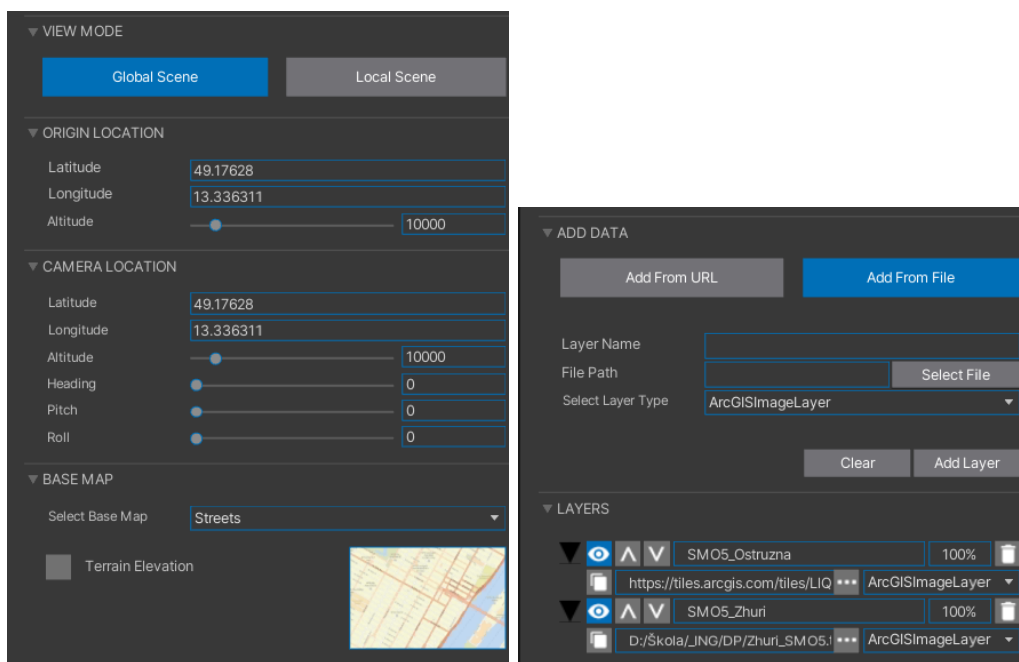 VIEW MODE
Global Scene Local Scene
ORIGIN LOCATION
Latitude 49.17628
Longitude 13.336311
Altitude 10000
CAMERA LOCATION
Latitude 49.17628
Longitude 13.336311
Altitude 10000
Heading 0
Pitch 0
Roll 0
BASE MAP
Select Base Map Streets
Terrain Elevation
ADD DATA
Add From URL Add From File
Layer Name
File Path Select File
Select Layer Type ArcGISImageLayer
Clear Add Layer
LAYERS
SMO5_Ostruzna 100%
https://tiles.arcgis.com/tiles/LIQ ArcGISImageLayer
SMO5_Zhuri 100%
D:/Škola/_ING/DP/Zhuri_SMO5.t ArcGISImageLayer